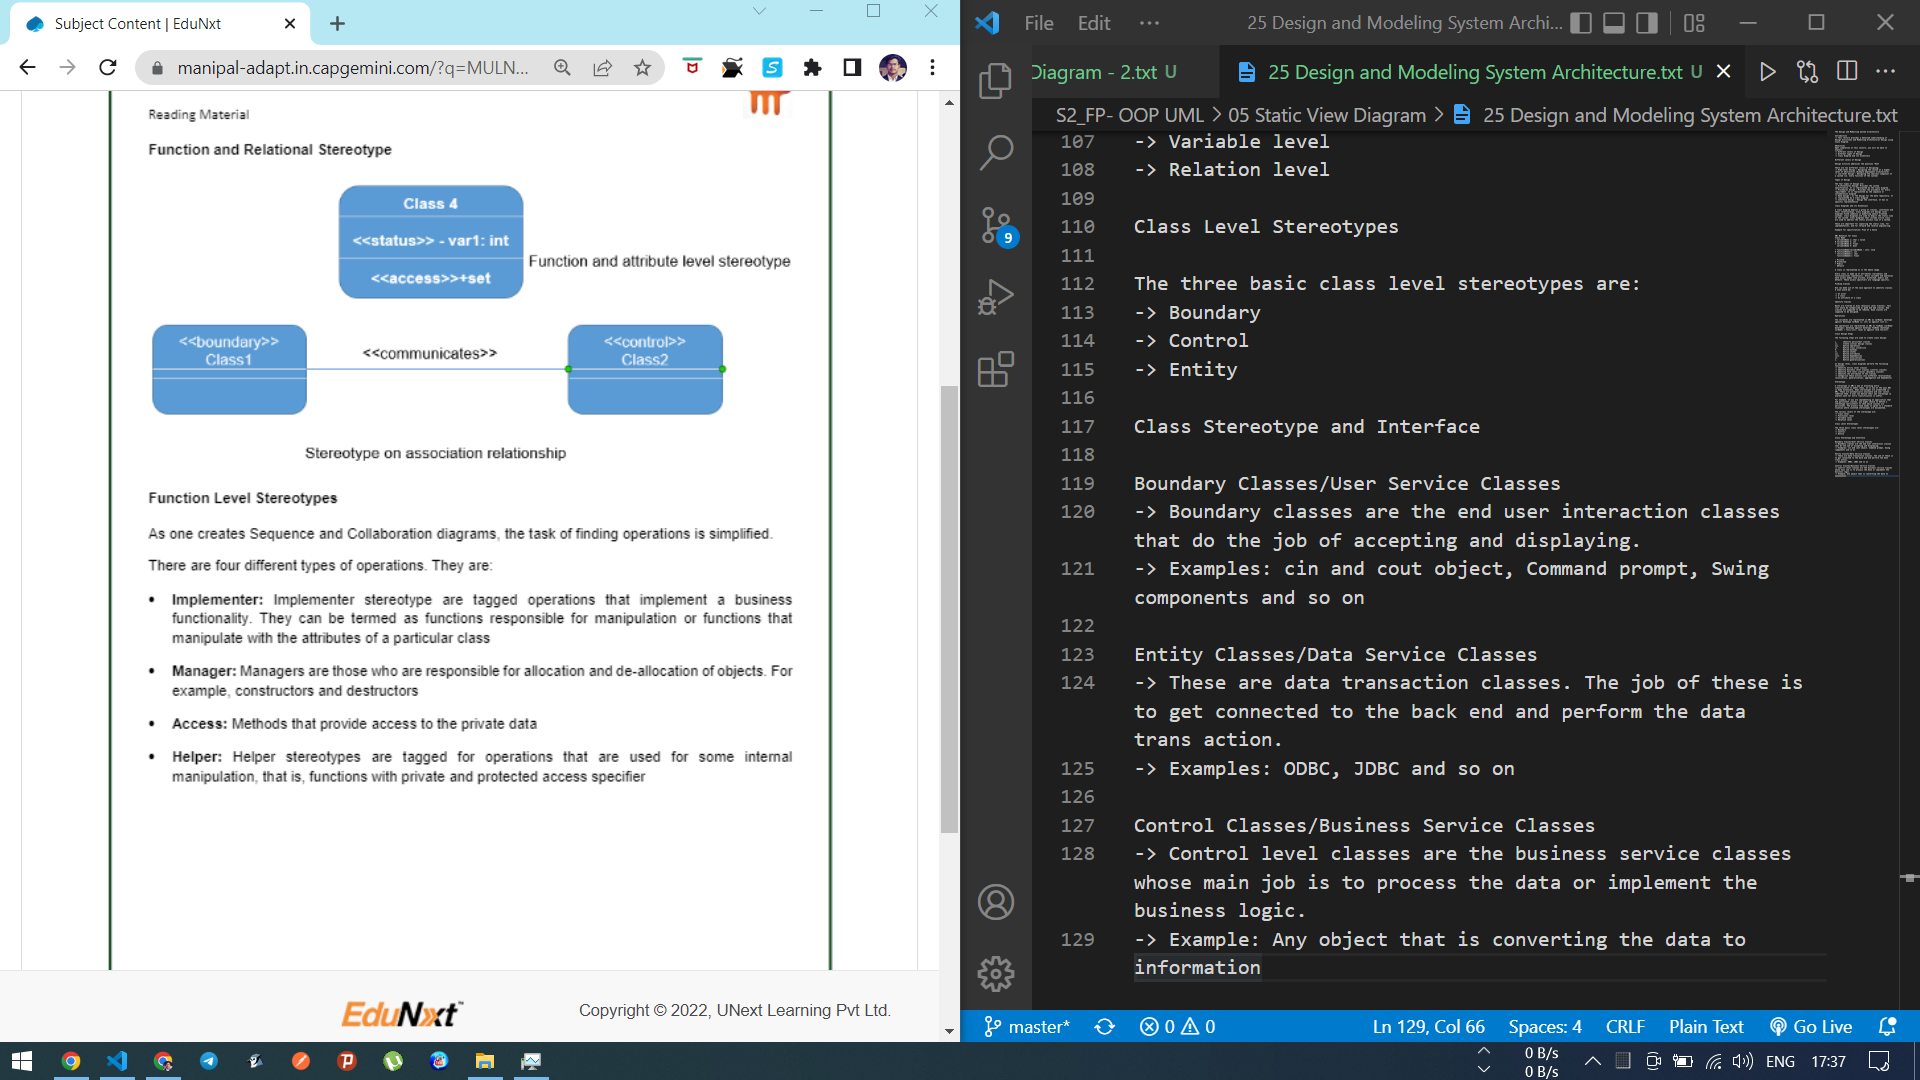 Subject Content | EduNxt
manipal-adapt.in.capgemini.com/?q=MULN...
Reading Material
Function and Relational Stereotype
Class 4
<<status>> - var1: int
<<access>>+set
Function and attribute level stereotype
<<boundary>>
Class1
<<communicates>>
<<control>>
Class2
Stereotype on association relationship
Function Level Stereotypes
As one creates Sequence and Collaboration diagrams, the task of finding operations is simplified.
There are four different types of operations. They are:
• Implementer: Implementer stereotype are tagged operations that implement a business
functionality. They can be termed as functions responsible for manipulation or functions that
manipulate with the attributes of a particular class
• Manager: Managers are those who are responsible for allocation and de-allocation of objects. For
example, constructors and destructors
• Access: Methods that provide access to the private data
• Helper: Helper stereotypes are tagged for operations that are used for some internal
manipulation, that is, functions with private and protected access specifier
EduNxt™
Copyright © 2022, UNext Learning Pvt Ltd.
File Edit ··· 25 Design and Modeling System Archi...
Diagram - 2.txt U
25 Design and Modeling System Architecture.txt U
S2_FP- OOP UML > 05 Static View Diagram > 25 Design and Modeling System Architecture.txt
9
107 -> Variable level
108 -> Relation level
109
110 Class Level Stereotypes
111
112 The three basic class level stereotypes are:
113 -> Boundary
114 -> Control
115 -> Entity
116
117 Class Stereotype and Interface
118
119 Boundary Classes/User Service Classes
120 -> Boundary classes are the end user interaction classes
that do the job of accepting and displaying.
121 -> Examples: cin and cout object, Command prompt, Swing
components and so on
122
123 Entity Classes/Data Service Classes
124 -> These are data transaction classes. The job of these is
to get connected to the back end and perform the data
trans action.
125 -> Examples: ODBC, JDBC and so on
126
127 Control Classes/Business Service Classes
128 -> Control level classes are the business service classes
whose main job is to process the data or implement the
business logic.
129 -> Example: Any object that is converting the data to
information
master* 0 0 Ln 129, Col 66 Spaces: 4 CRLF Plain Text Go Live
0 B/s
0 B/s
ENG 17:37